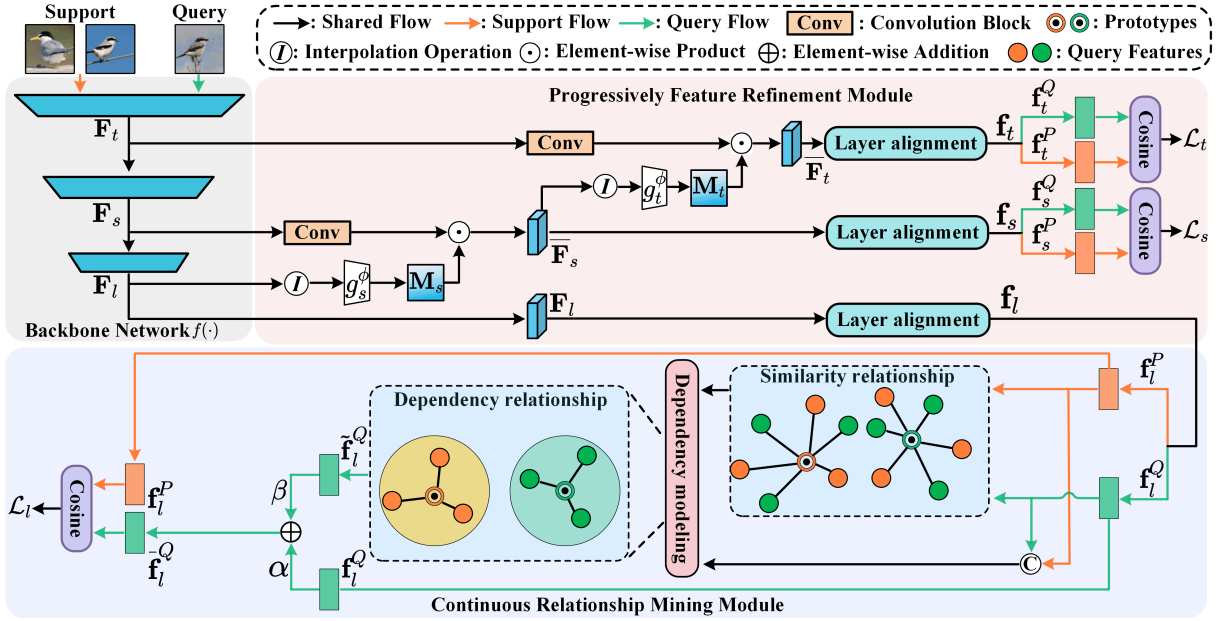 Support Query
: Shared Flow : Support Flow : Query Flow Conv : Convolution Block : Prototypes
I : Interpolation Operation : Element-wise Product : Element-wise Addition : Query Features
Progressively Feature Refinement Module
F_t
Conv
F̅_t
Layer alignment
f_t
f_t^Q
f_t^P
Cosine
ℒ_t
I
g_t^ϕ
M_t
F_s
Conv
F̅_s
Layer alignment
f_s
f_s^Q
f_s^P
Cosine
ℒ_s
F_l
I
g_s^ϕ
M_s
F_l
Layer alignment
f_l
Backbone Network f(·)
Dependency relationship
Dependency modeling
Similarity relationship
f_l^P
f_l^Q
f̃_l^Q
β
α
f_l^Q
C
ℒ_l
Cosine
f_l^P
f̄_l^Q
Continuous Relationship Mining Module